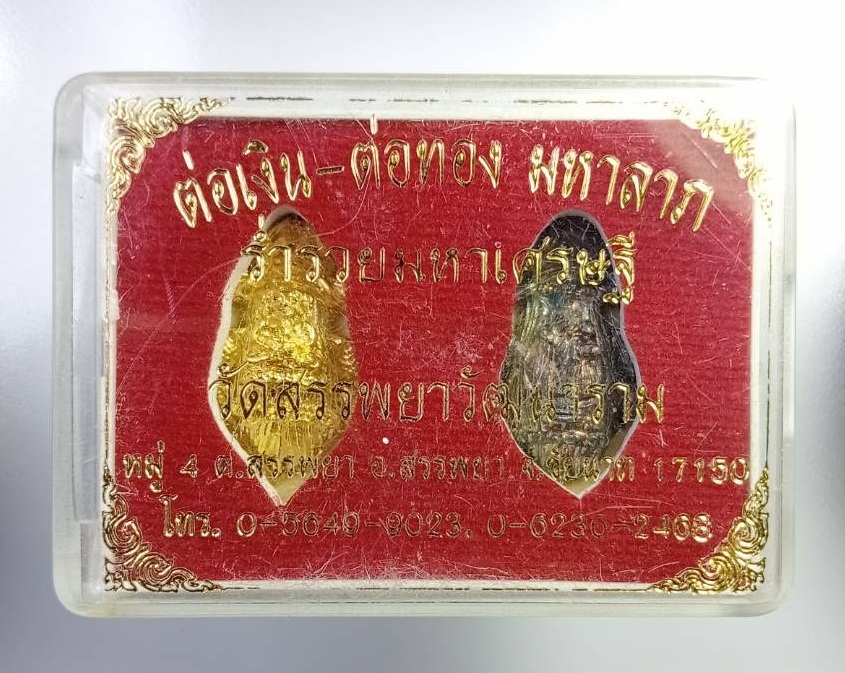 ต่อเงิน-ต่อทอง มหาลาภ
ร่ำรวยมหาเศรษฐี
วัดสรรพยาวัฒนาราม
หมู่ 4 ต.สรรพยา อ.สรรพยา จ.ชัยนาท 17150
โทร. 0-5649-9023, 0-6230-2468